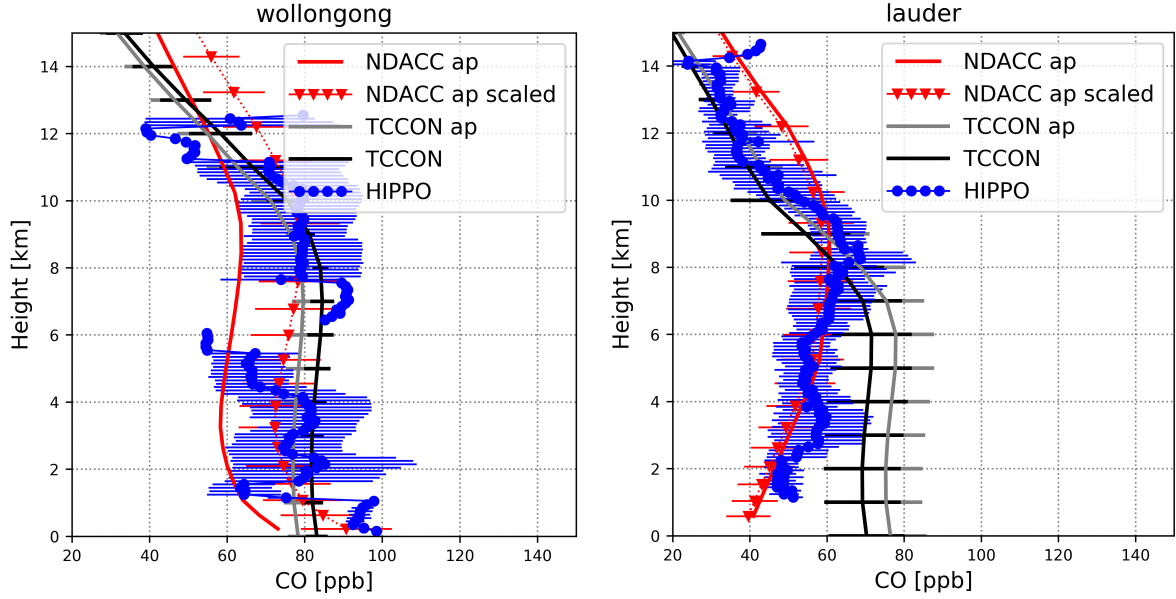 wollongong
Height [km]
14
12
10
8
6
4
2
0
20 40 60 80 100 120 140
CO [ppb]
NDACC ap
NDACC ap scaled
TCCON ap
TCCON
HIPPO
lauder
Height [km]
14
12
10
8
6
4
2
0
20 40 60 80 100 120 140
CO [ppb]
NDACC ap
NDACC ap scaled
TCCON ap
TCCON
HIPPO